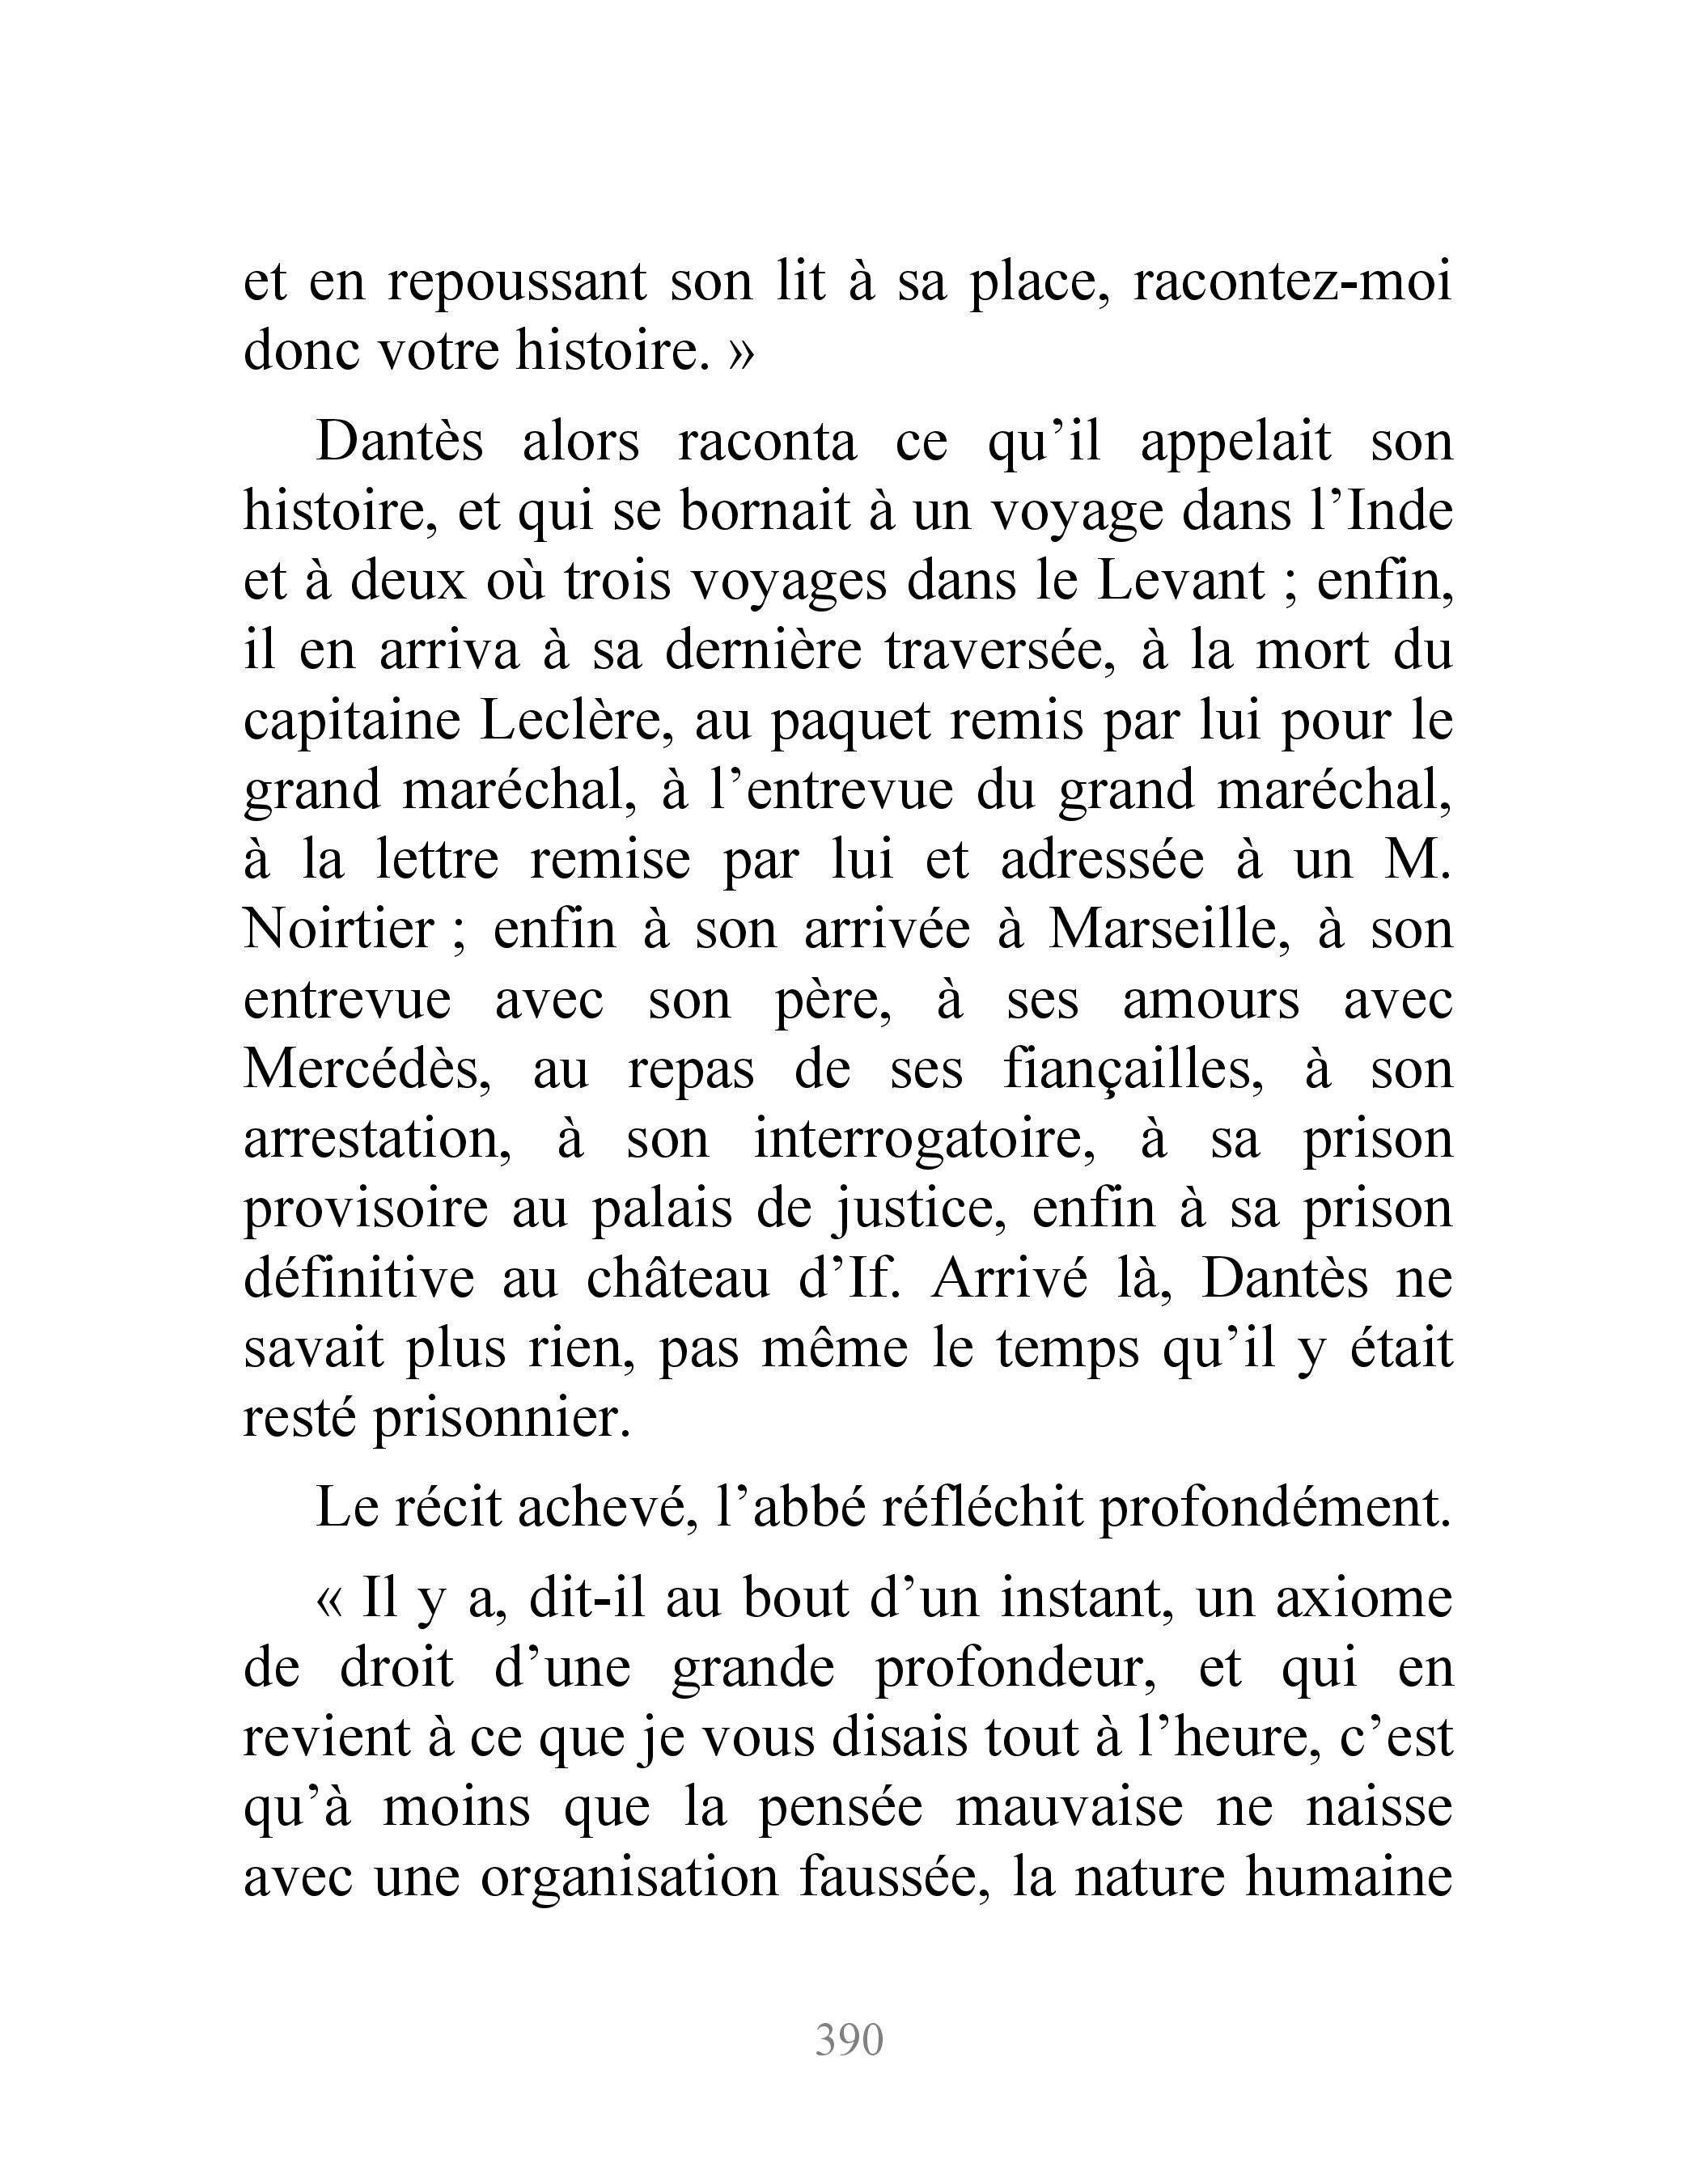 et en repoussant son lit à sa place, racontez-moi
donc votre histoire. »
Dantès alors raconta ce qu’il appelait son
histoire, et qui se bornait à un voyage dans l’Inde
et à deux où trois voyages dans le Levant ; enfin,
il en arriva à sa dernière traversée, à la mort du
capitaine Leclère, au paquet remis par lui pour le
grand maréchal, à l’entrevue du grand maréchal,
à la lettre remise par lui et adressée à un M.
Noirtier ; enfin à son arrivée à Marseille, à son
entrevue avec son père, à ses amours avec
Mercédès, au repas de ses fiançailles, à son
arrestation, à son interrogatoire, à sa prison
provisoire au palais de justice, enfin à sa prison
définitive au château d’If. Arrivé là, Dantès ne
savait plus rien, pas même le temps qu’il y était
resté prisonnier.
Le récit achevé, l’abbé réfléchit profondément.
« Il y a, dit-il au bout d’un instant, un axiome
de droit d’une grande profondeur, et qui en
revient à ce que je vous disais tout à l’heure, c’est
qu’à moins que la pensée mauvaise ne naisse
avec une organisation faussée, la nature humaine
390